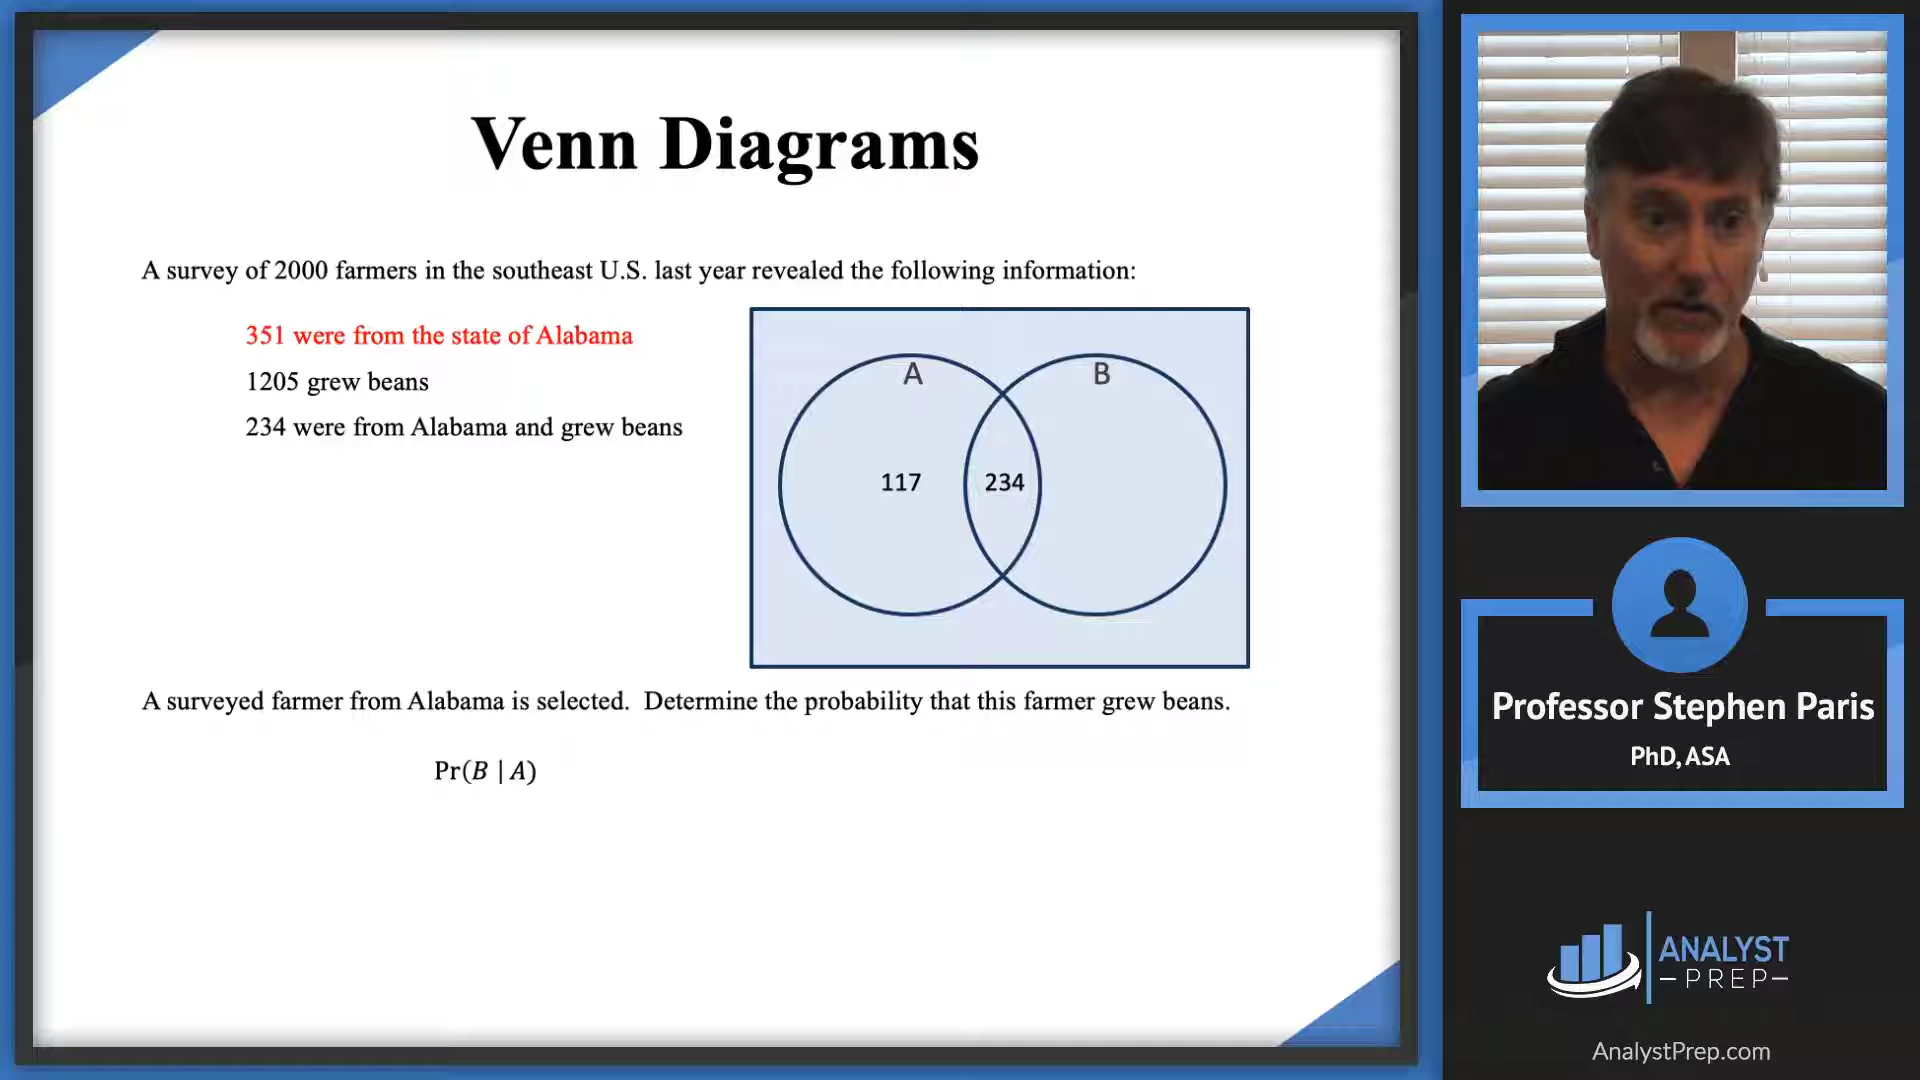 Venn Diagrams
A survey of 2000 farmers in the southeast U.S. last year revealed the following information:
351 were from the state of Alabama
1205 grew beans
234 were from Alabama and grew beans
A
B
117
234
A surveyed farmer from Alabama is selected.  Determine the probability that this farmer grew beans.
Pr(B | A)
Professor Stephen Paris
PhD, ASA
ANALYST
PREP
AnalystPrep.com